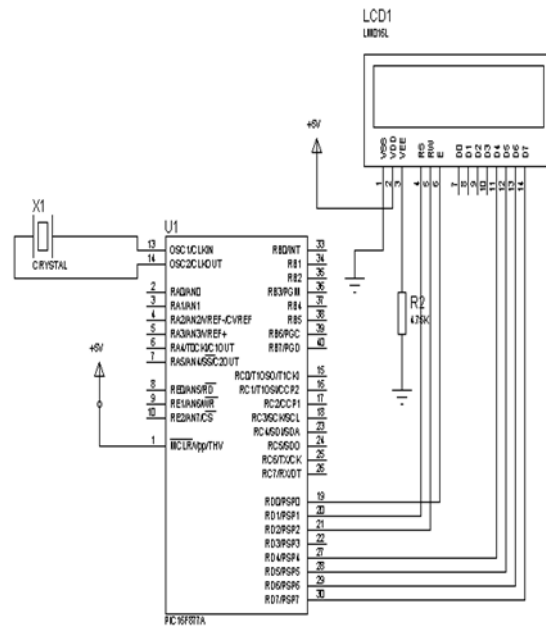 LCD1
LM016L
+5V
VSS
VDD
VEE
RS
RW
E
D0
D1
D2
D3
D4
D5
D6
D7
1
2
3
4
5
6
7
8
9
10
11
12
13
14
X1
CRYSTAL
U1
13 OSC1/CLKIN RB0/INT 33
14 OSC2/CLKOUT RB1 34
RB2 35
2 RA0/AN0 RB3/PGM 36
3 RA1/AN1 RB4 37
4 RA2/AN2/VREF-/CVREF RB5 38
5 RA3/AN3/VREF+ RB6/PGC 39
6 RA4/T0CKI/C1OUT RB7/PGD 40
7 RA5/AN4/SS/C2OUT
RC0/T1OSO/T1CKI 15
8 RE0/AN5/RD RC1/T1OSI/CCP2 16
9 RE1/AN6/WR RC2/CCP1 17
10 RE2/AN7/CS RC3/SCK/SCL 18
RC4/SDI/SDA 23
1 MCLR/Vpp/THV RC5/SDO 24
RC6/TX/CK 25
RC7/RX/DT 26
RD0/PSP0 19
RD1/PSP1 20
RD2/PSP2 21
RD3/PSP3 22
RD4/PSP4 27
RD5/PSP5 28
RD6/PSP6 29
RD7/PSP7 30
PIC16F877A
+5V
R2